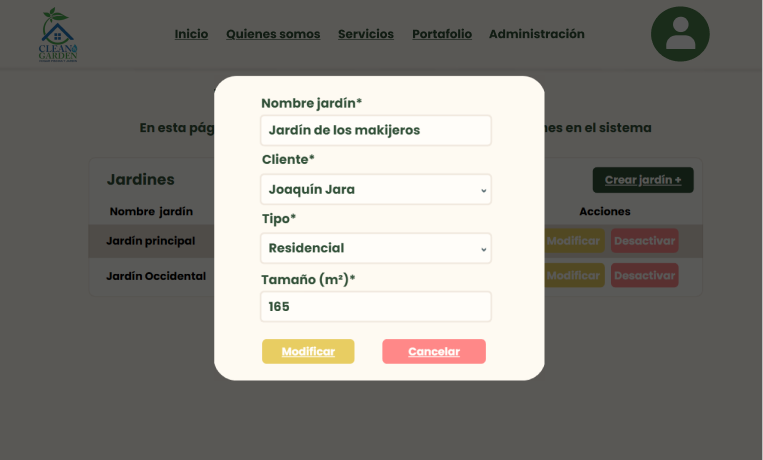 Inicio Quienes somos Servicios Portafolio Administración
CLEAN
GARDEN
En esta pág
nes en el sistema
Jardines
Crear jardín +
Nombre jardín
Acciones
Jardín principal
Modificar Desactivar
Jardín Occidental
Modificar Desactivar
Nombre jardín*
Jardín de los makijeros
Cliente*
Joaquín Jara
Tipo*
Residencial
Tamaño (m²)*
165
Modificar Cancelar